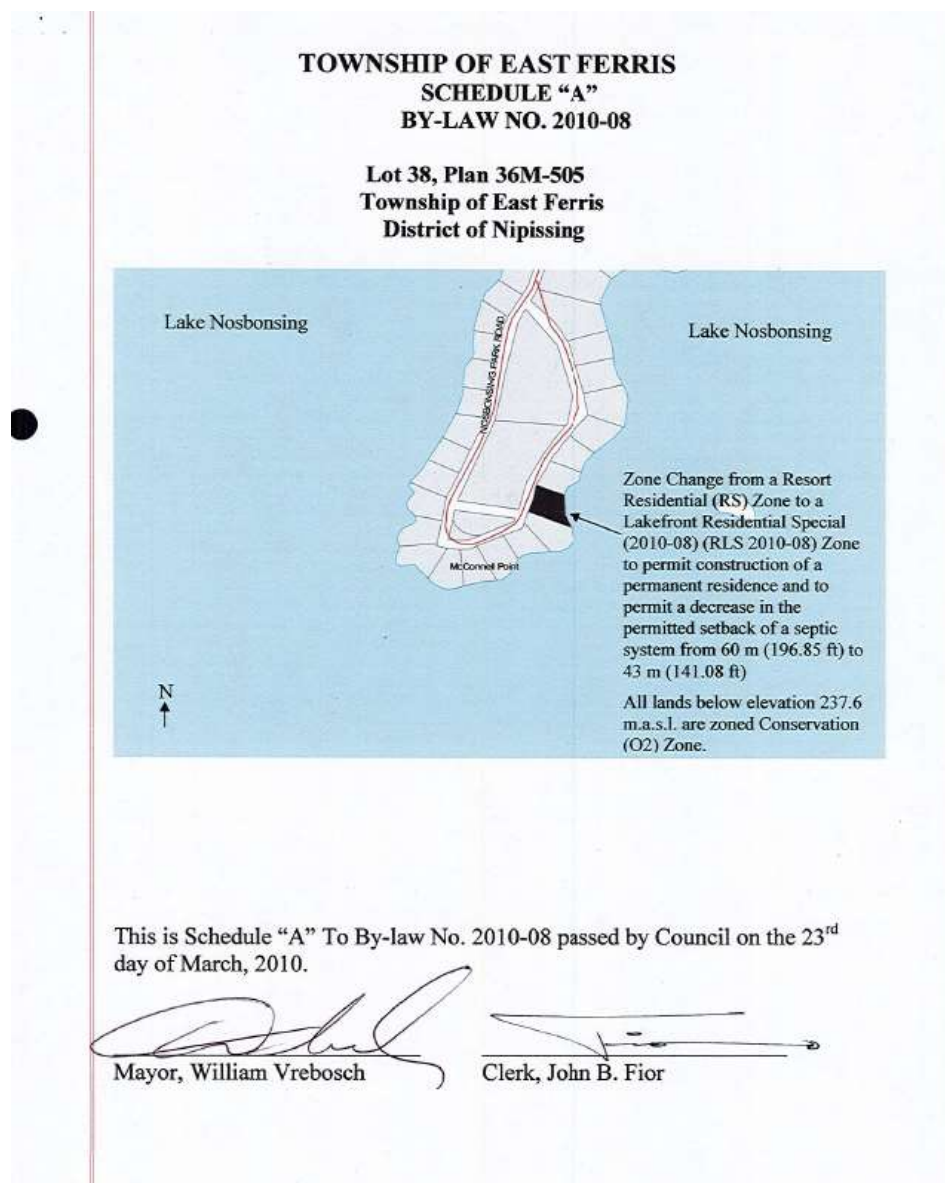 TOWNSHIP OF EAST FERRIS
SCHEDULE “A”
BY-LAW NO. 2010-08
Lot 38, Plan 36M-505
Township of East Ferris
District of Nipissing
Lake Nosbonsing
Lake Nosbonsing
NOSBONSING PARK ROAD
McConnell Point
Zone Change from a Resort
Residential (RS) Zone to a
Lakefront Residential Special
(2010-08) (RLS 2010-08) Zone
to permit construction of a
permanent residence and to
permit a decrease in the
permitted setback of a septic
system from 60 m (196.85 ft) to
43 m (141.08 ft)
All lands below elevation 237.6
m.a.s.l. are zoned Conservation
(O2) Zone.
N
This is Schedule “A” To By-law No. 2010-08 passed by Council on the 23rd
day of March, 2010.
Mayor, William Vrebosch
Clerk, John B. Fior